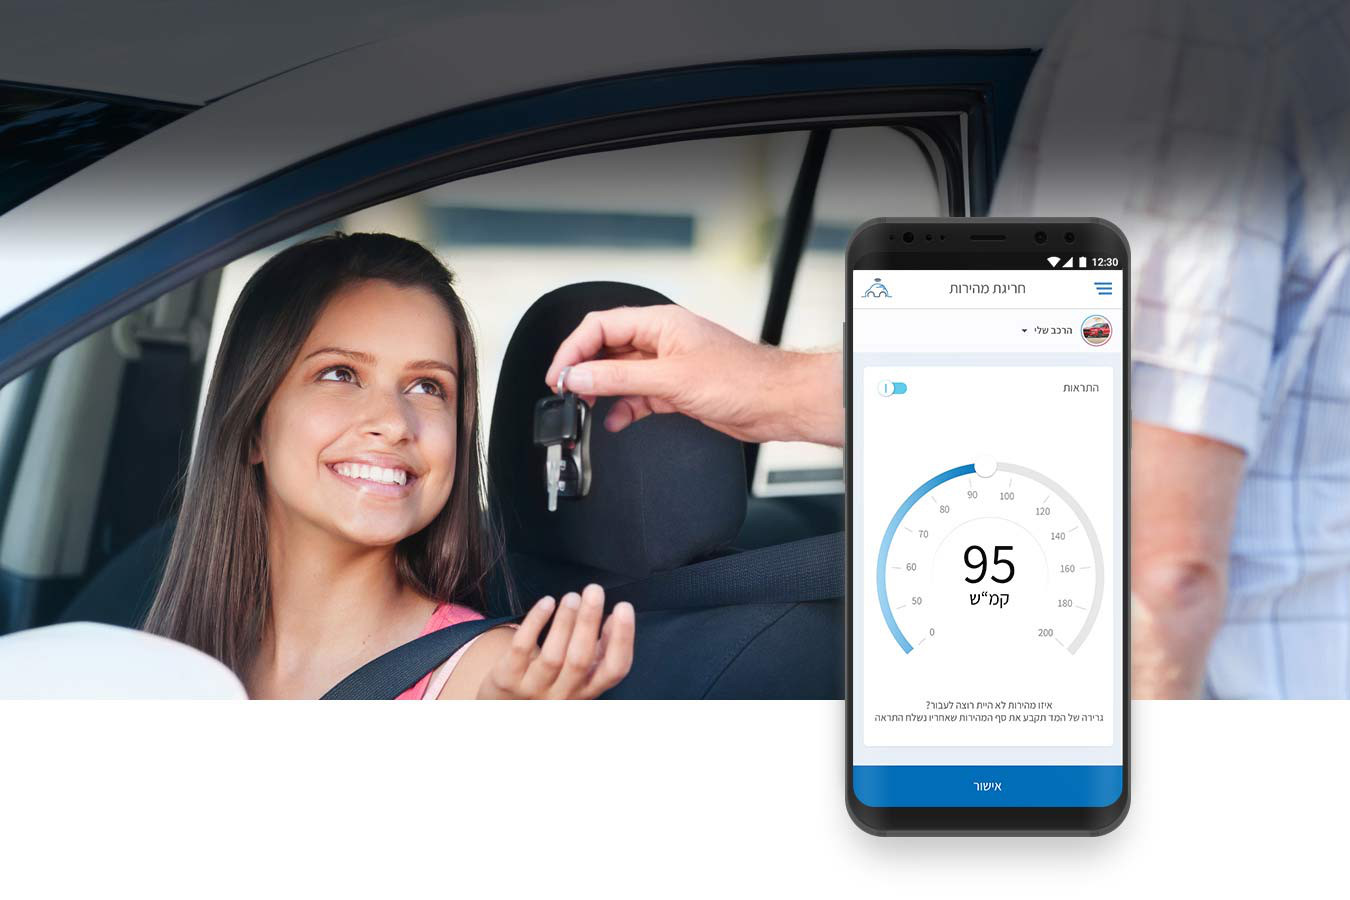 12:30
חריגת מהירות
הרכב שלי
התראות
90
100
80
120
70
140
60
160
50
180
0
200
95
קמ״ש
איזו מהירות לא היית רוצה לעבור?
גרירה של המד תקבע את סף המהירות שאחריו נשלח התראה
אישור